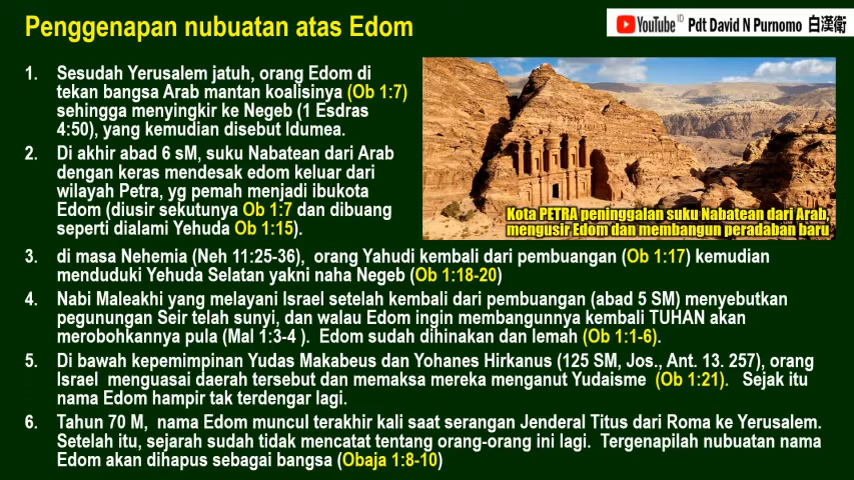 Penggenapan nubuatan atas Edom
YouTube ID Pdt David N Purnomo 白漢衛
1. Sesudah Yerusalem jatuh, orang Edom di
tekan bangsa Arab mantan koalisinya (Ob 1:7)
sehingga menyingkir ke Negeb (1 Esdras
4:50), yang kemudian disebut Idumea.
2. Di akhir abad 6 sM, suku Nabatean dari Arab
dengan keras mendesak edom keluar dari
wilayah Petra, yg pernah menjadi ibukota
Edom (diusir sekutunya Ob 1:7 dan dibuang
seperti dialami Yehuda Ob 1:15).
Kota PETRA peninggalan suku Nabatean dari Arab,
mengusir Edom dan membangun peradaban baru
3. di masa Nehemia (Neh 11:25-36), orang Yahudi kembali dari pembuangan (Ob 1:17) kemudian
menduduki Yehuda Selatan yakni naha Negeb (Ob 1:18-20)
4. Nabi Maleakhi yang melayani Israel setelah kembali dari pembuangan (abad 5 SM) menyebutkan
pegunungan Seir telah sunyi, dan walau Edom ingin membangunnya kembali TUHAN akan
merobohkannya pula (Mal 1:3-4 ). Edom sudah dihinakan dan lemah (Ob 1:1-6).
5. Di bawah kepemimpinan Yudas Makabeus dan Yohanes Hirkanus (125 SM, Jos., Ant. 13. 257), orang
Israel menguasai daerah tersebut dan memaksa mereka menganut Yudaisme (Ob 1:21). Sejak itu
nama Edom hampir tak terdengar lagi.
6. Tahun 70 M, nama Edom muncul terakhir kali saat serangan Jenderal Titus dari Roma ke Yerusalem.
Setelah itu, sejarah sudah tidak mencatat tentang orang-orang ini lagi. Tergenapilah nubuatan nama
Edom akan dihapus sebagai bangsa (Obaja 1:8-10)